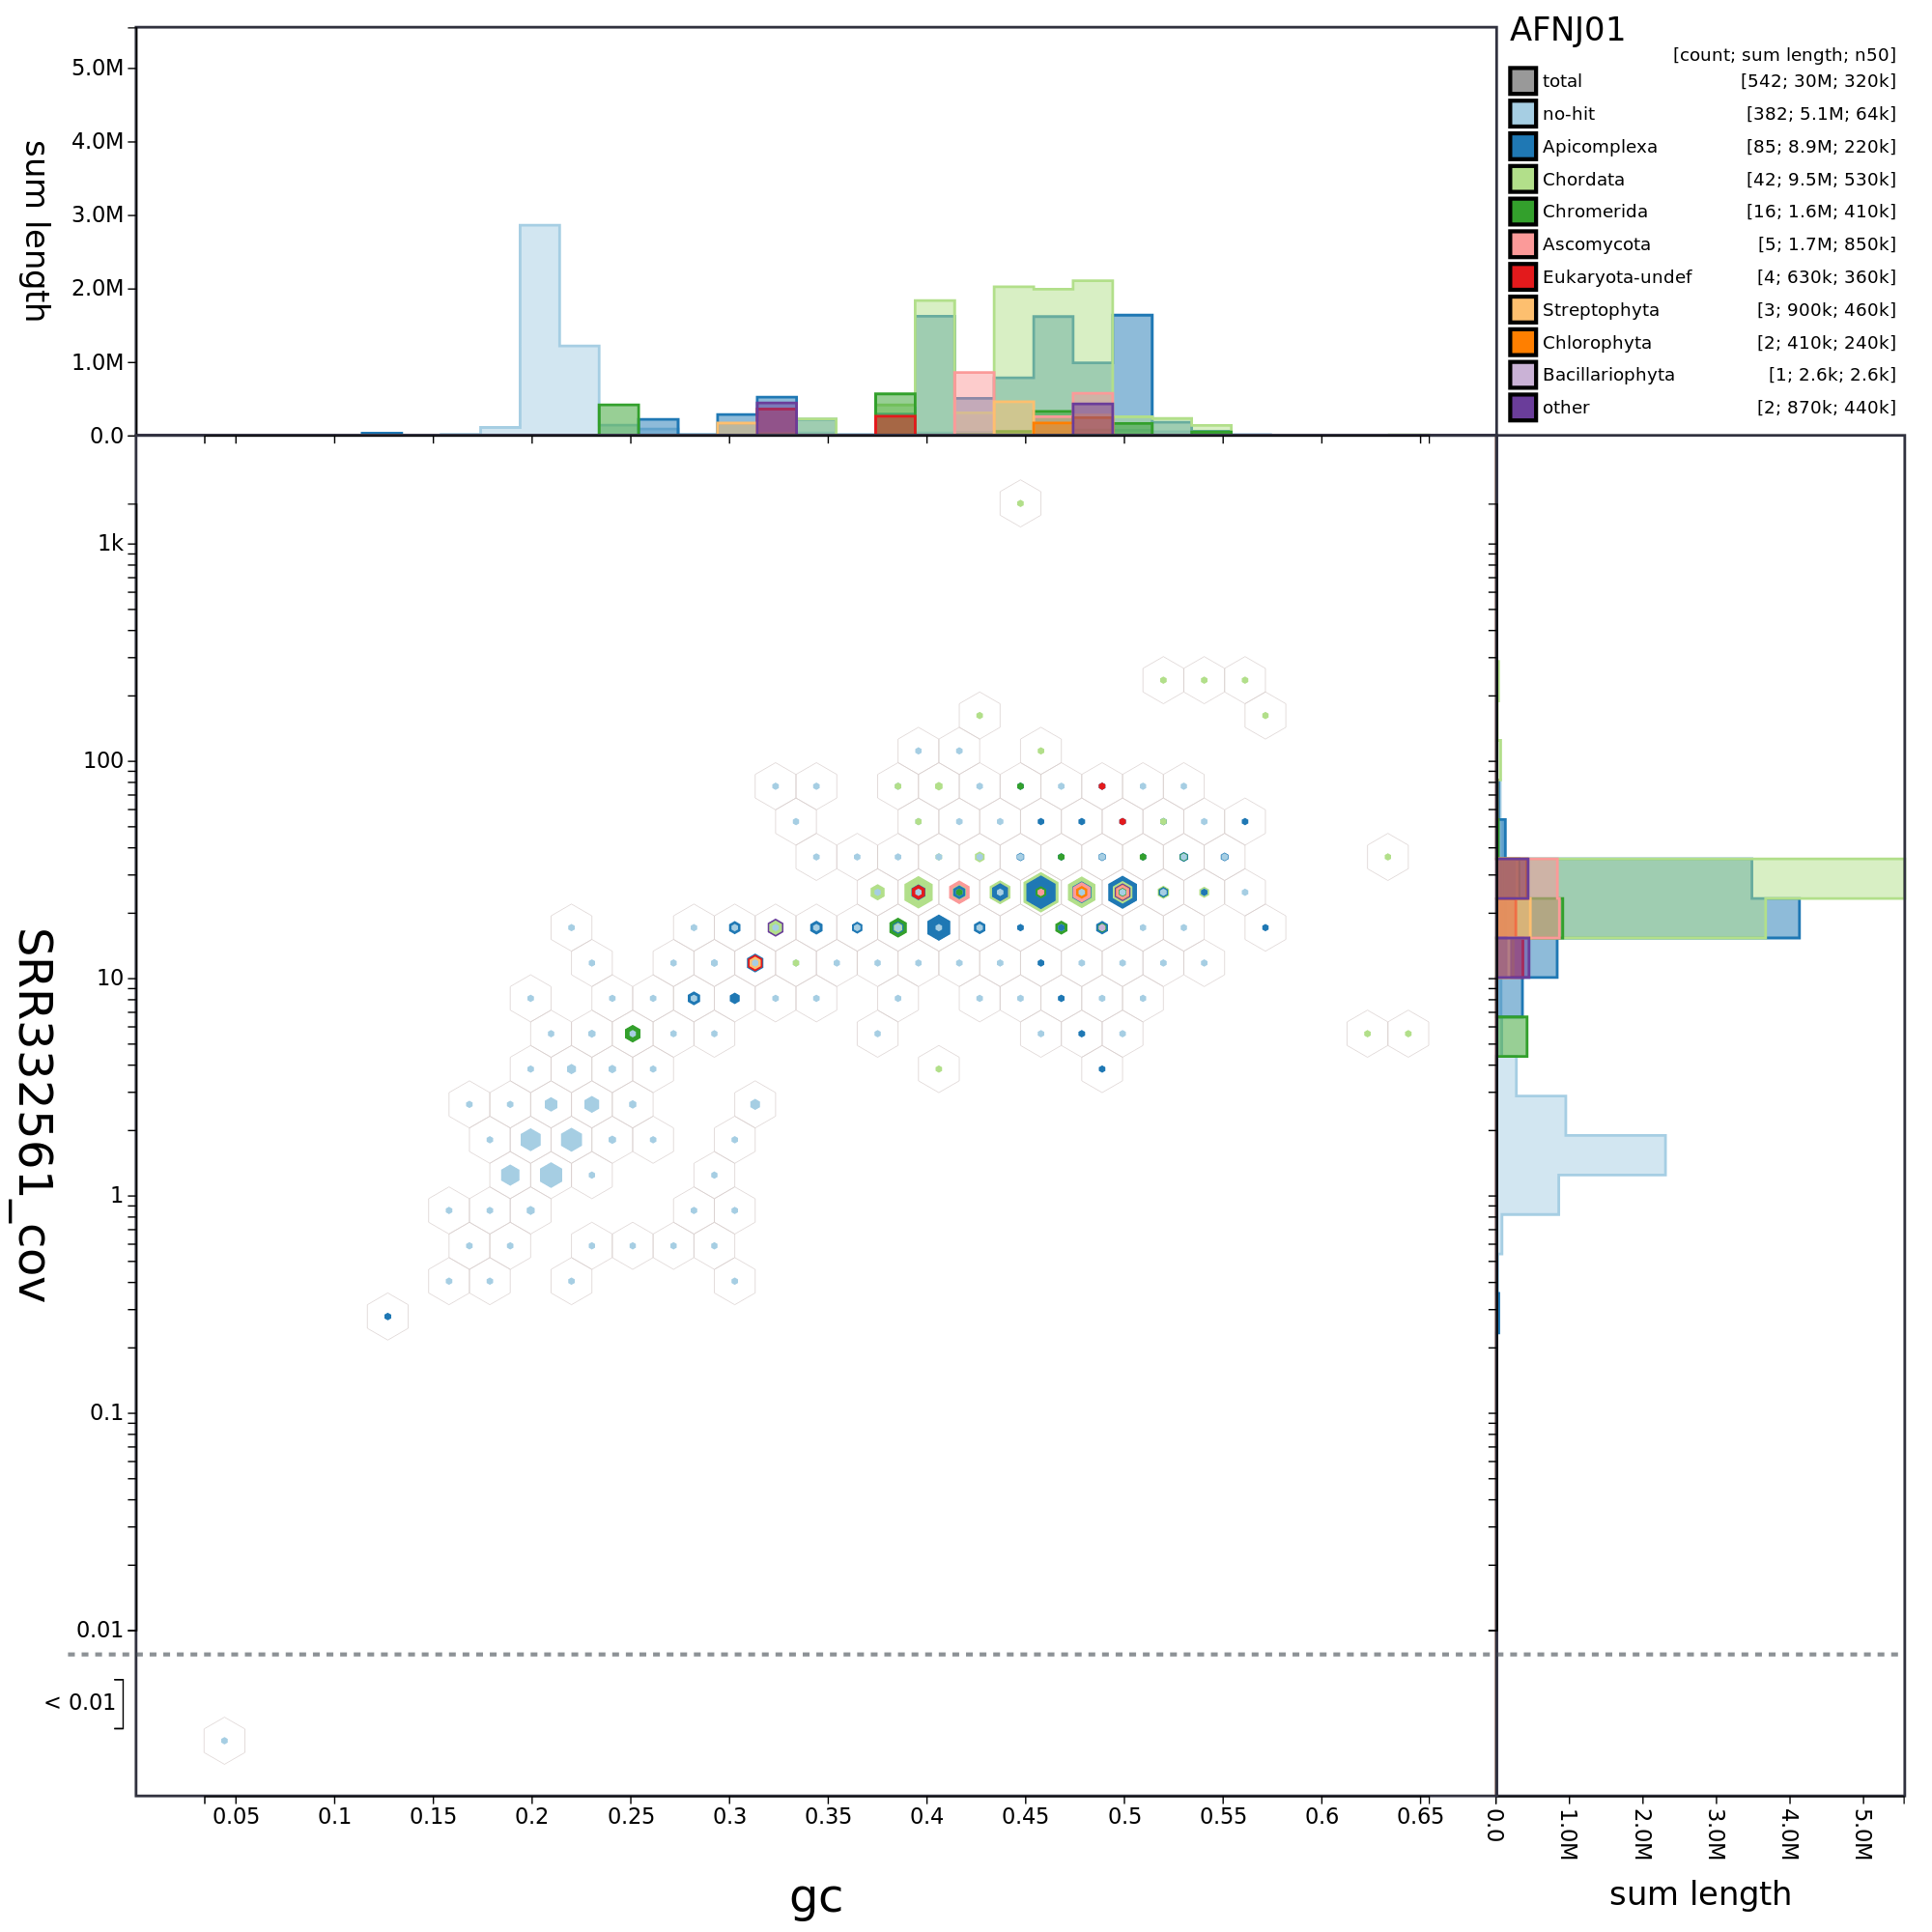 AFNJ01
[count; sum length; n50]
total [542; 30M; 320k]
no-hit [382; 5.1M; 64k]
Apicomplexa [85; 8.9M; 220k]
Chordata [42; 9.5M; 530k]
Chromerida [16; 1.6M; 410k]
Ascomycota [5; 1.7M; 850k]
Eukaryota-undef [4; 630k; 360k]
Streptophyta [3; 900k; 460k]
Chlorophyta [2; 410k; 240k]
Bacillariophyta [1; 2.6k; 2.6k]
other [2; 870k; 440k]
sum length
5.0M
4.0M
3.0M
2.0M
1.0M
0.0
SRR332561_cov
1k
100
10
1
0.1
0.01
< 0.01
0.05 0.1 0.15 0.2 0.25 0.3 0.35 0.4 0.45 0.5 0.55 0.6 0.65
gc
0.0 1.0M 2.0M 3.0M 4.0M 5.0M
sum length